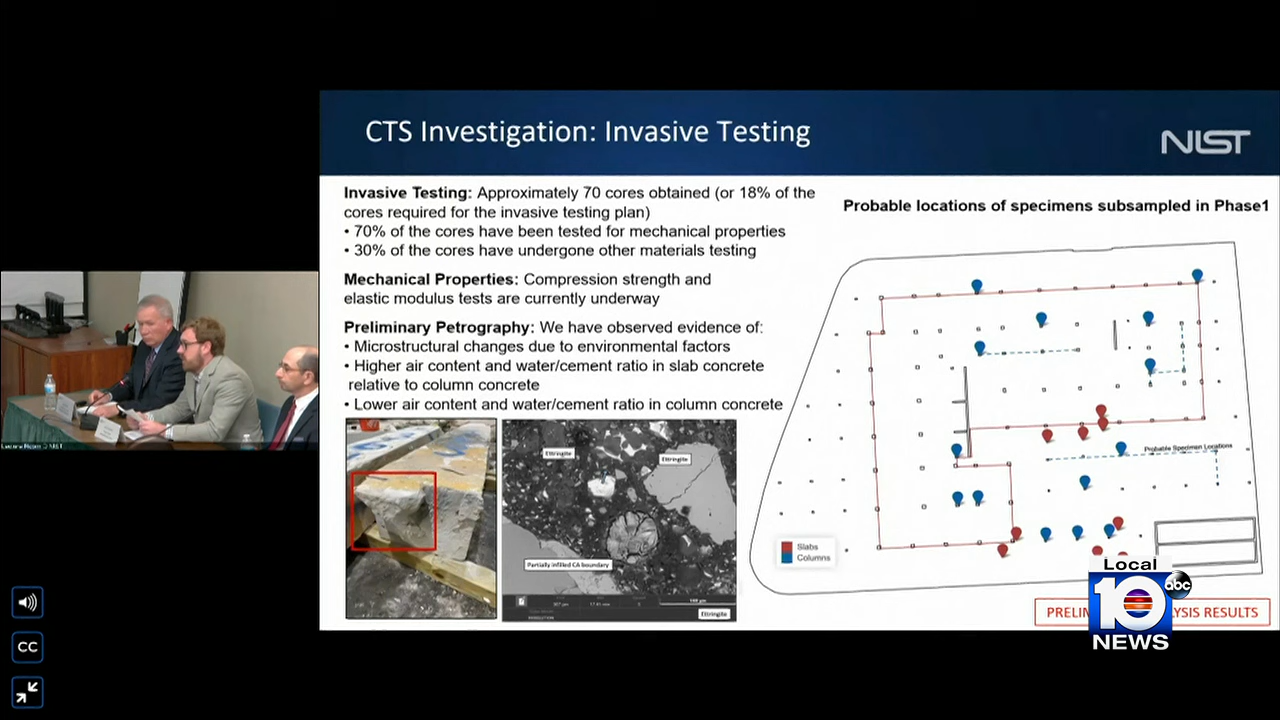 CTS Investigation: Invasive Testing
NIST
Invasive Testing: Approximately 70 cores obtained (or 18% of the
cores required for the invasive testing plan)
• 70% of the cores have been tested for mechanical properties
• 30% of the cores have undergone other materials testing
Mechanical Properties: Compression strength and
elastic modulus tests are currently underway
Preliminary Petrography: We have observed evidence of:
• Microstructural changes due to environmental factors
• Higher air content and water/cement ratio in slab concrete
relative to column concrete
• Lower air content and water/cement ratio in column concrete
Ettringite
Ettringite
Partially infilled CA boundary
Ettringite
Probable locations of specimens subsampled in Phase1
Probable Specimen Locations
Slabs
Columns
RESULTS
Local
10
abc
NEWS
CC